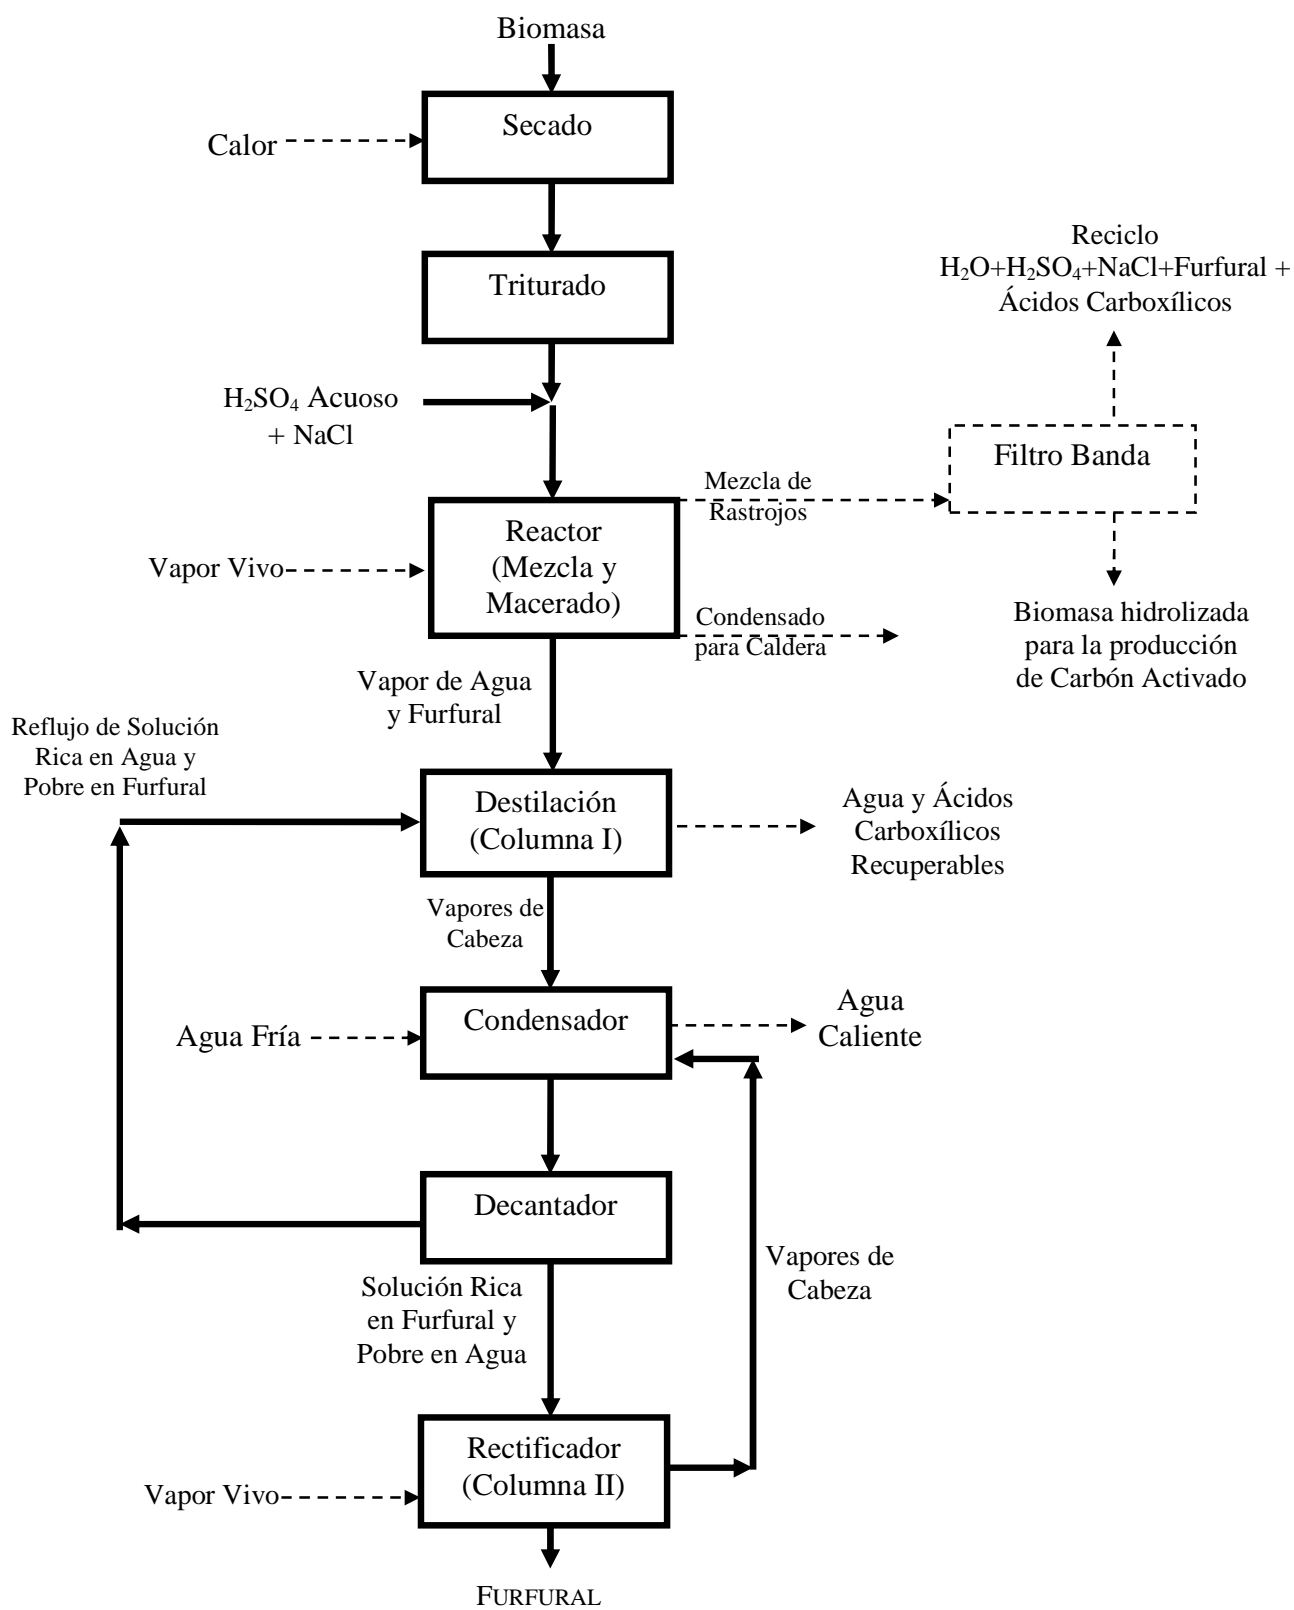 Biomasa
Secado
Calor
Triturado
Reciclo
H₂O+H₂SO₄+NaCl+Furfural +
Ácidos Carboxílicos
H₂SO₄ Acuoso
+ NaCl
Filtro Banda
Mezcla de
Rastrojos
Reactor
(Mezcla y
Macerado)
Vapor Vivo
Condensado
para Caldera
Biomasa hidrolizada
para la producción
de Carbón Activado
Vapor de Agua
y Furfural
Reflujo de Solución
Rica en Agua y
Pobre en Furfural
Destilación
(Columna I)
Agua y Ácidos
Carboxílicos
Recuperables
Vapores de
Cabeza
Condensador
Agua Fría
Agua
Caliente
Decantador
Vapores de
Cabeza
Solución Rica
en Furfural y
Pobre en Agua
Rectificador
(Columna II)
Vapor Vivo
FURFURAL